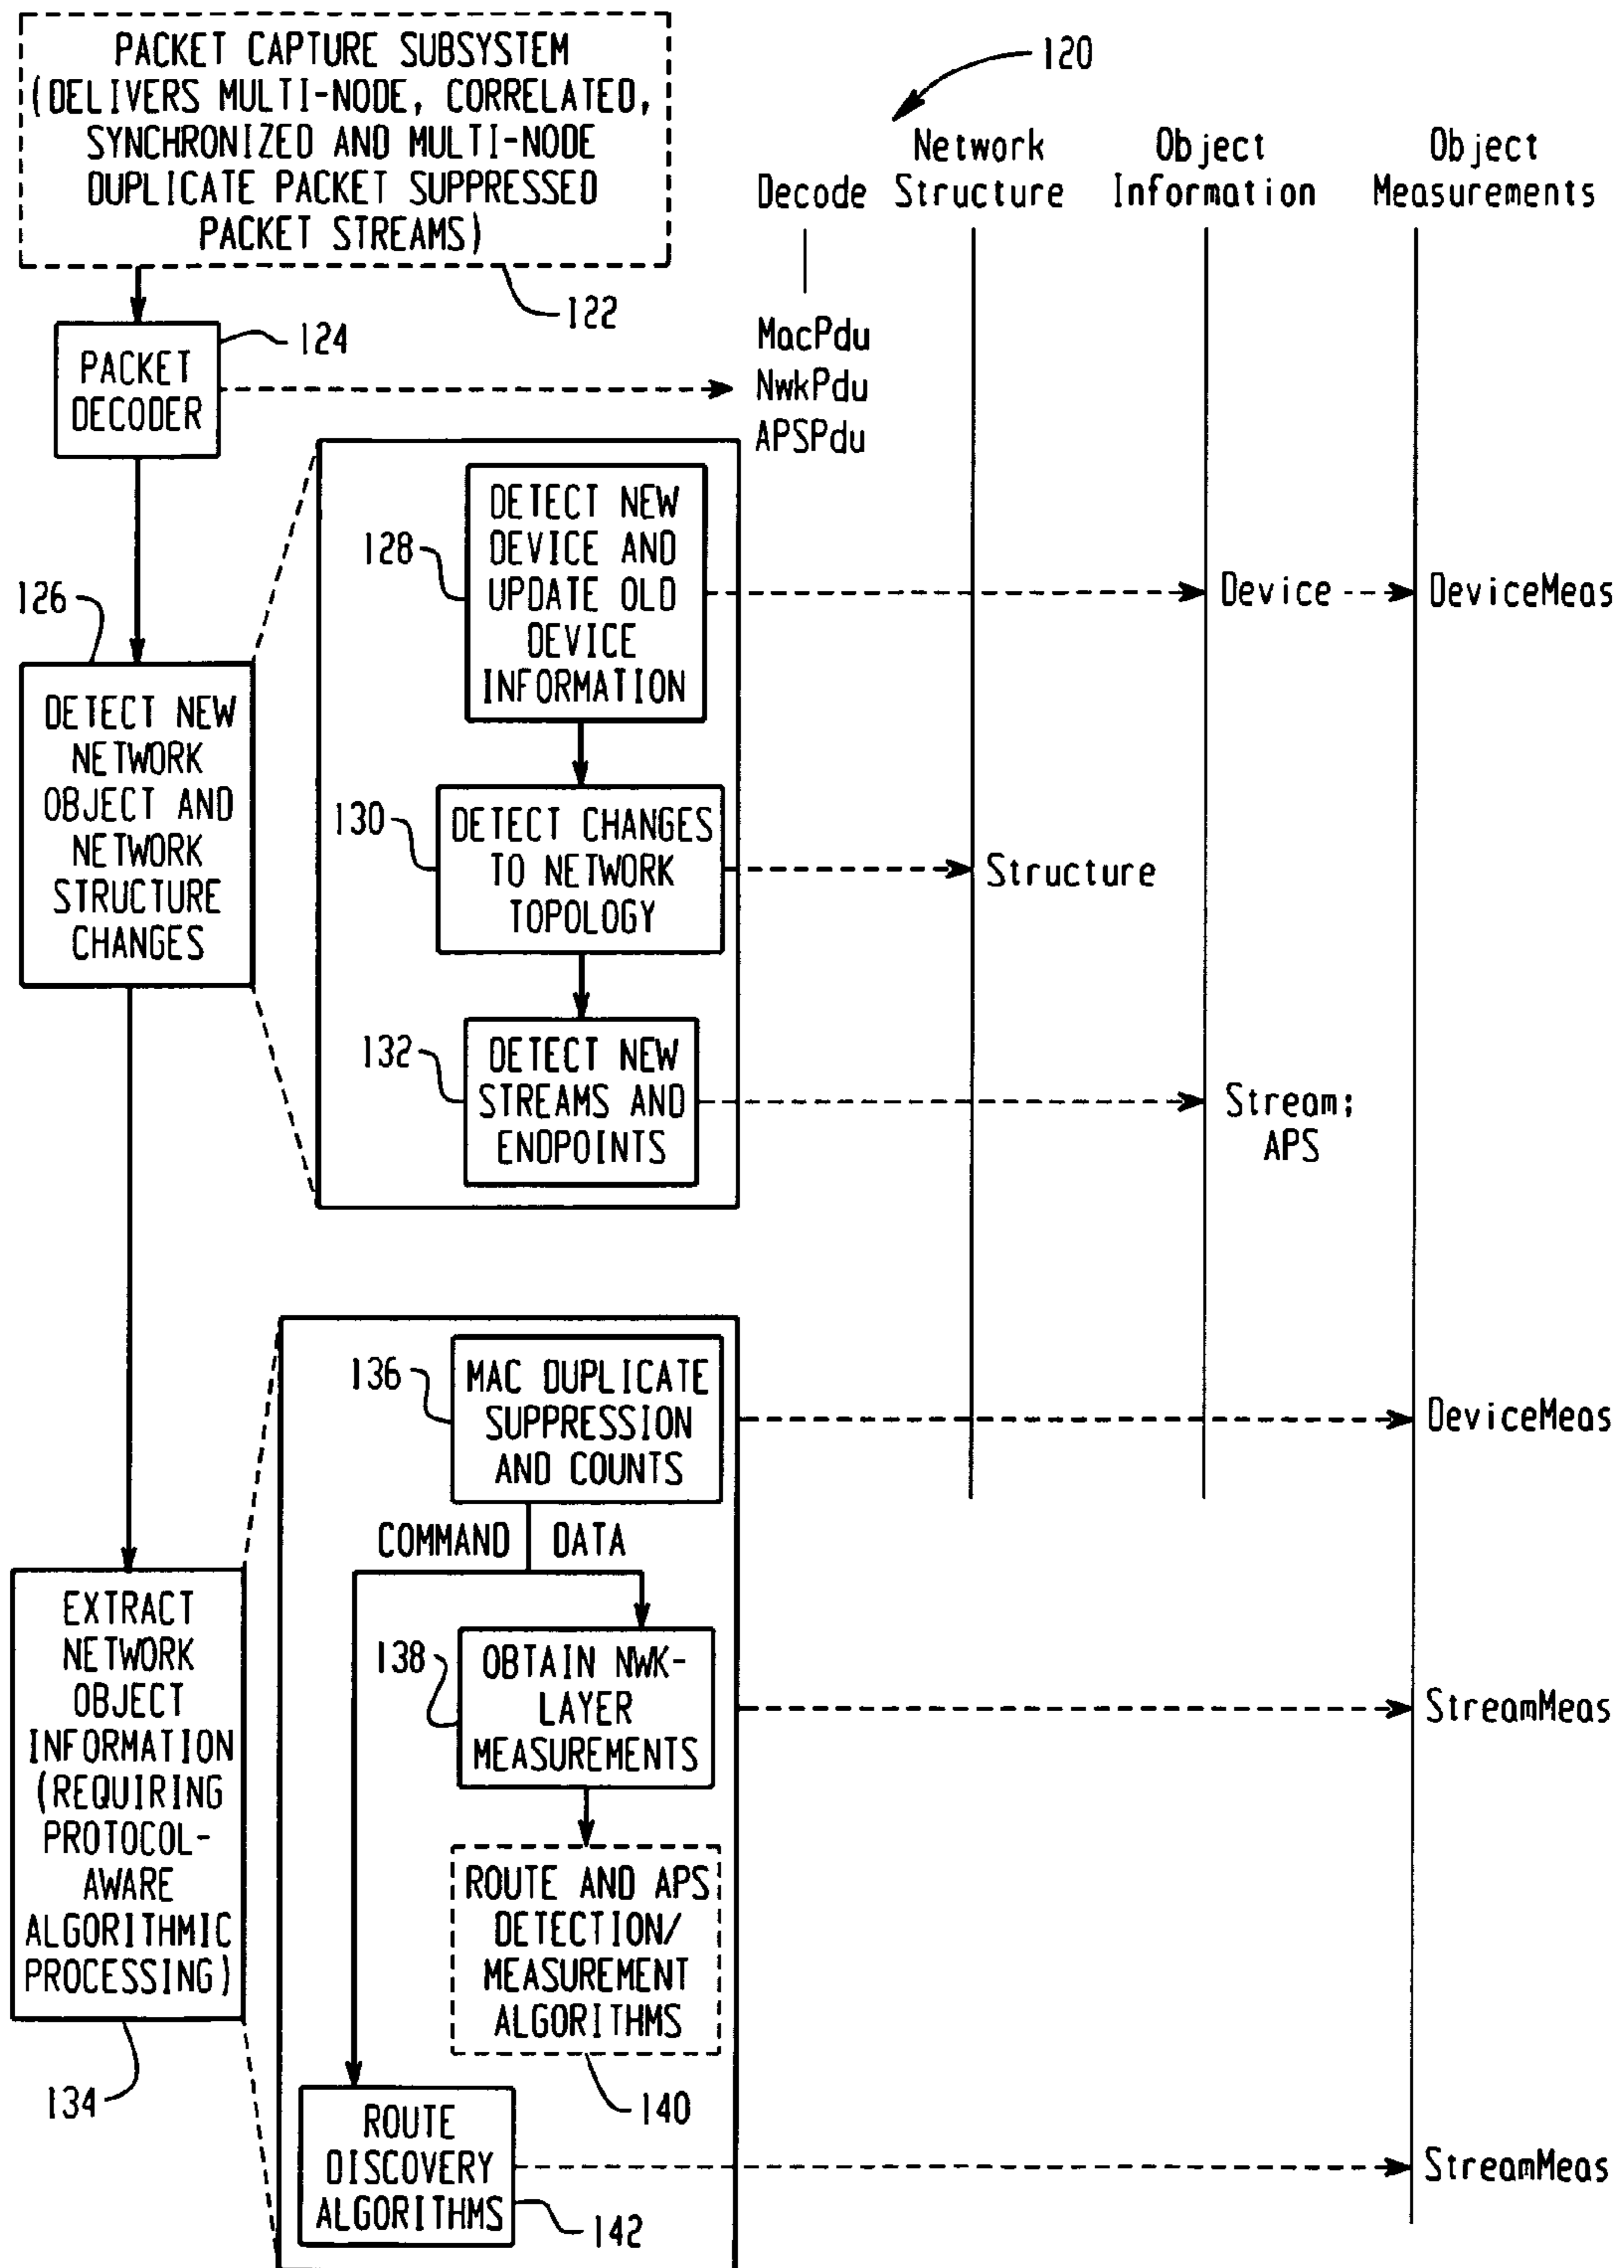 PACKET CAPTURE SUBSYSTEM
(DELIVERS MULTI-NODE, CORRELATED,
SYNCHRONIZED AND MULTI-NODE
DUPLICATE PACKET SUPPRESSED
PACKET STREAMS)
122
120
Decode
Network
Structure
Object
Information
Object
Measurements
PACKET
DECODER
124
MacPdu
NwkPdu
APSPdu
126
DETECT NEW
NETWORK
OBJECT AND
NETWORK
STRUCTURE
CHANGES
128
DETECT NEW
DEVICE AND
UPDATE OLD
DEVICE
INFORMATION
Device
DeviceMeas
130
DETECT CHANGES
TO NETWORK
TOPOLOGY
Structure
132
DETECT NEW
STREAMS AND
ENDPOINTS
Stream;
APS
EXTRACT
NETWORK
OBJECT
INFORMATION
(REQUIRING
PROTOCOL-
AWARE
ALGORITHMIC
PROCESSING)
134
136
MAC DUPLICATE
SUPPRESSION
AND COUNTS
DeviceMeas
COMMAND
DATA
138
OBTAIN NWK-
LAYER
MEASUREMENTS
StreamMeas
ROUTE AND APS
DETECTION/
MEASUREMENT
ALGORITHMS
140
ROUTE
DISCOVERY
ALGORITHMS
142
StreamMeas